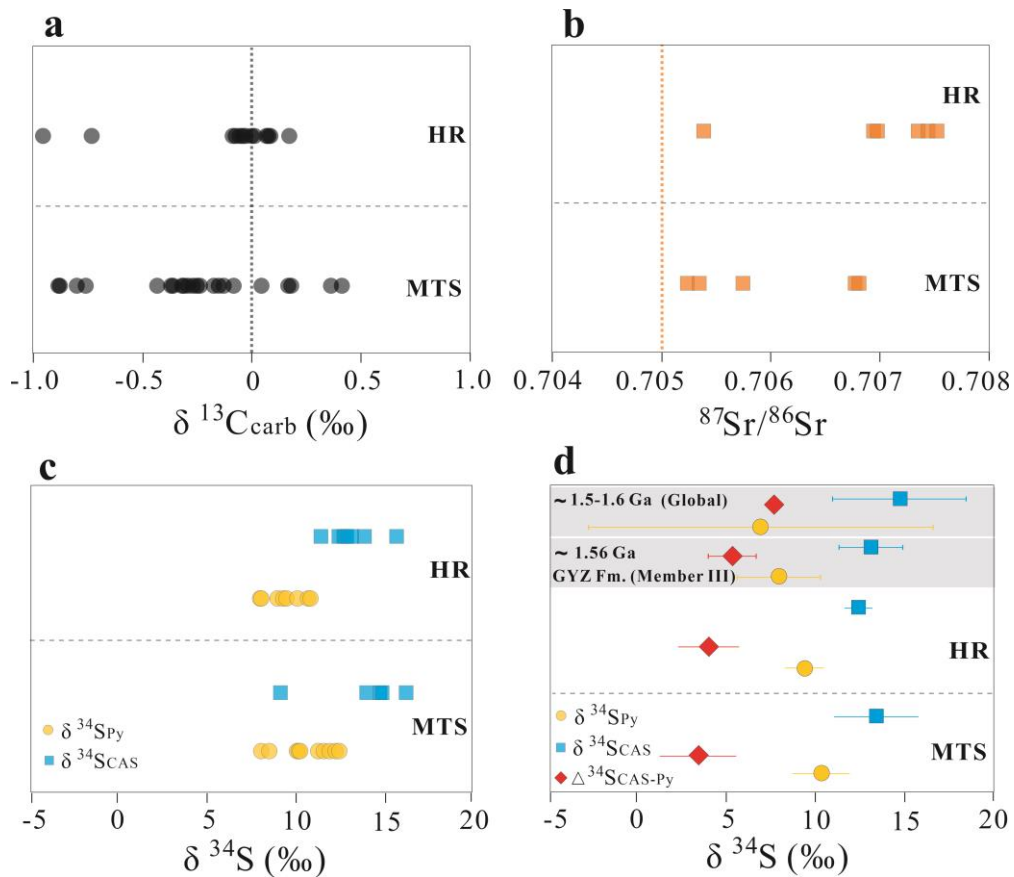 a
HR
MTS
-1.0 -0.5 0 0.5 1.0
δ ¹³Ccarb (‰)
b
HR
MTS
0.704 0.705 0.706 0.707 0.708
⁸⁷Sr/⁸⁶Sr
c
HR
MTS
δ ³⁴SPy
δ ³⁴SCAS
-5 0 5 10 15 20
δ ³⁴S (‰)
d
~ 1.5-1.6 Ga (Global)
~ 1.56 Ga
GYZ Fm. (Member III)
HR
δ ³⁴SPy
δ ³⁴SCAS
MTS
△³⁴SCAS-Py
-5 0 5 10 15 20
δ ³⁴S (‰)